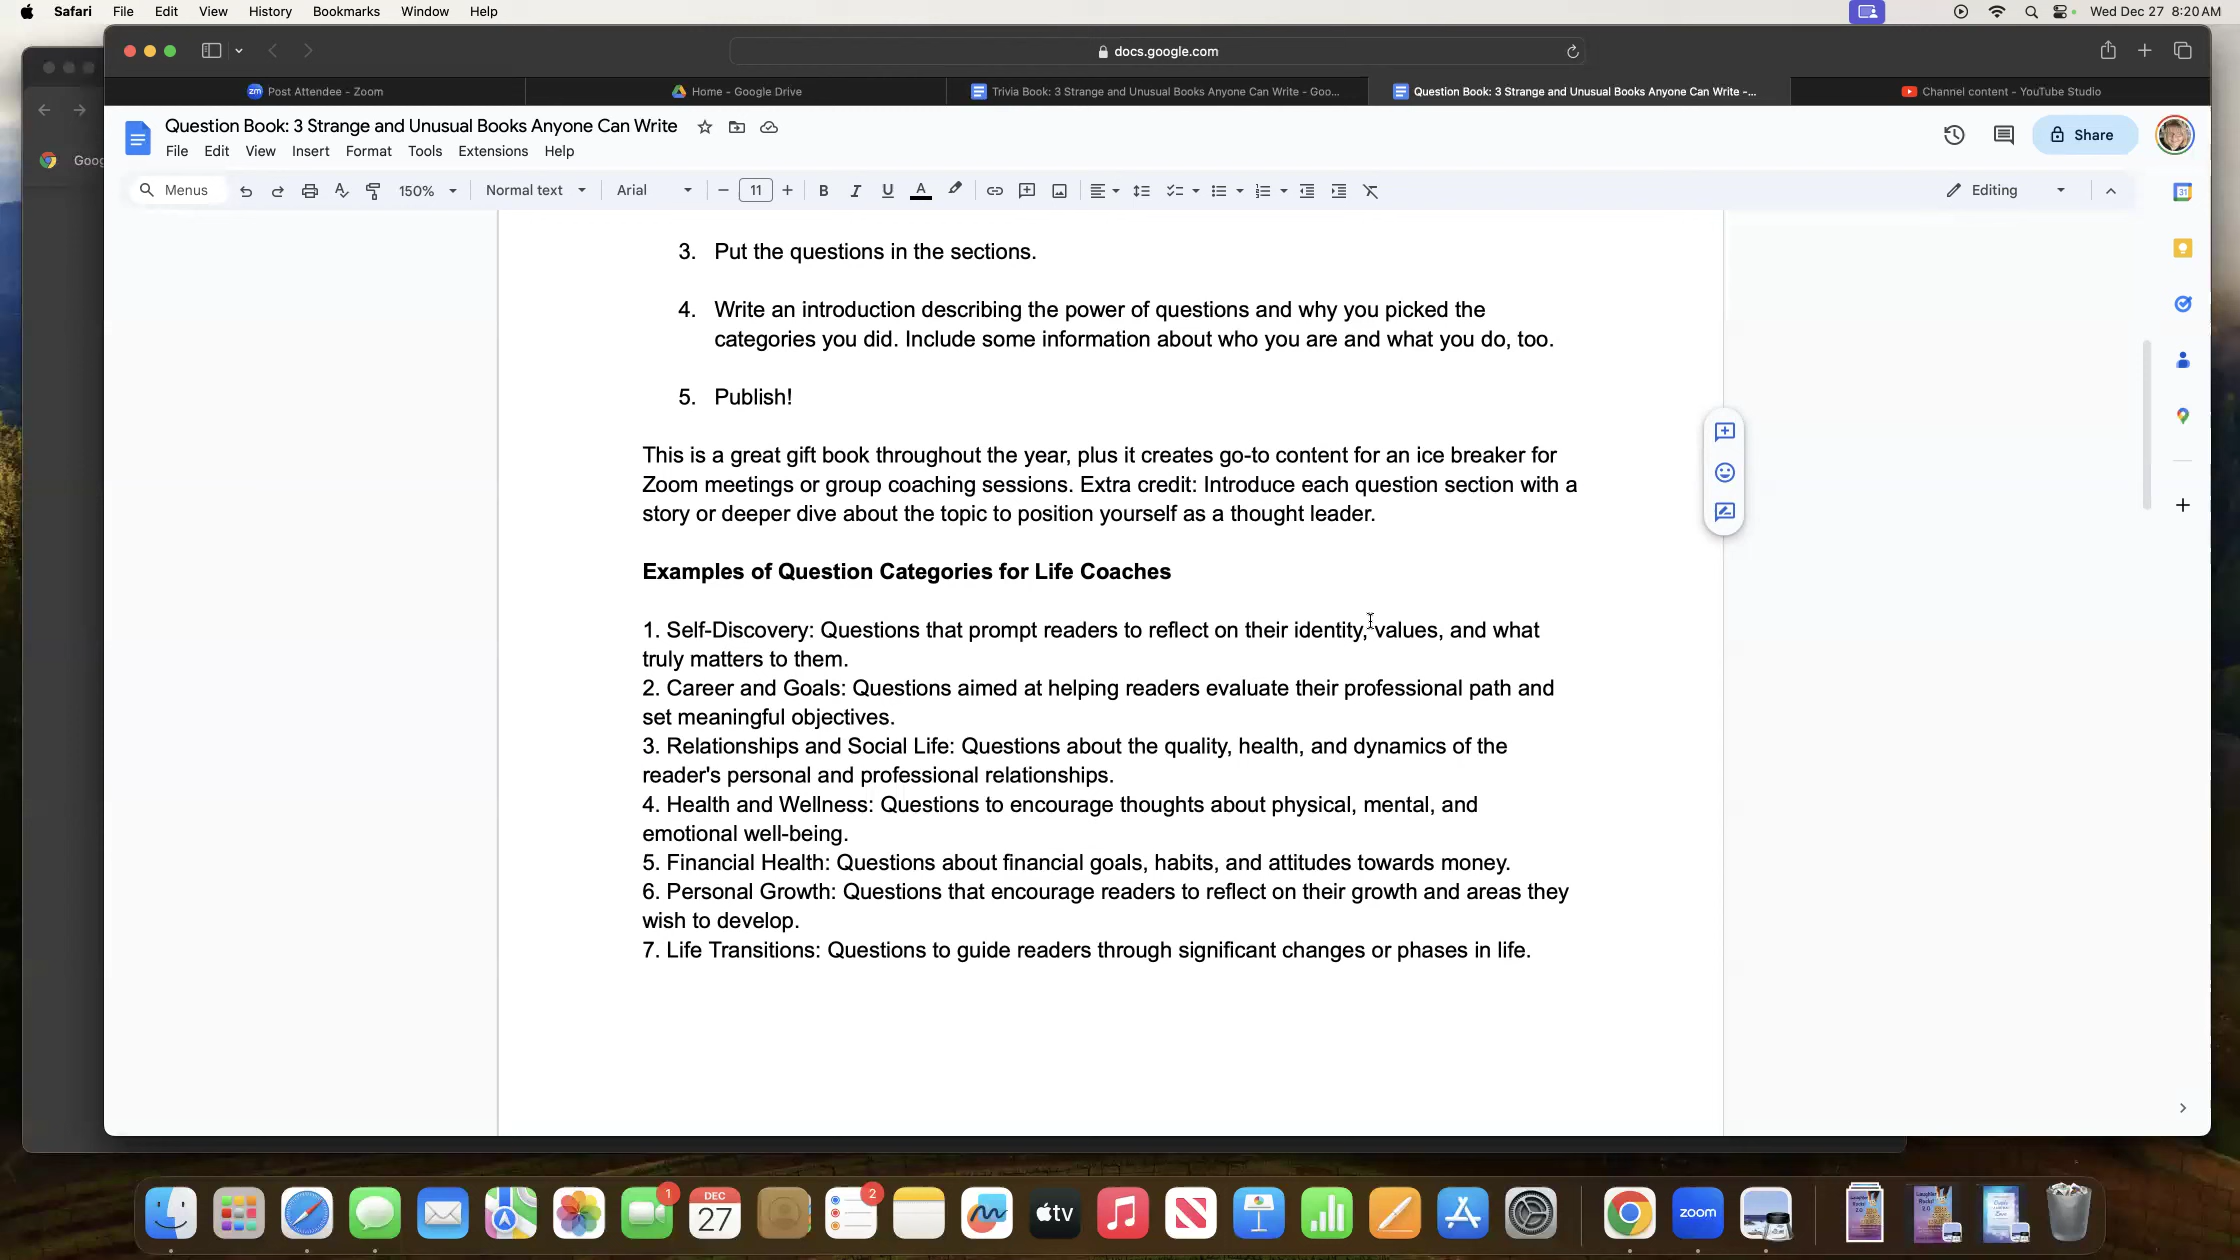 Safari File Edit View History Bookmarks Window Help Wed Dec 27 8:20 AM
docs.google.com
zm Post Attendee - Zoom
Home - Google Drive
Trivia Book: 3 Strange and Unusual Books Anyone Can Write - Goo...
Question Book: 3 Strange and Unusual Books Anyone Can Write -...
Channel content - YouTube Studio
Question Book: 3 Strange and Unusual Books Anyone Can Write
File Edit View Insert Format Tools Extensions Help
Share
Goog
Menus 150% Normal text Arial 11 B I U A Editing
31
3. Put the questions in the sections.
4. Write an introduction describing the power of questions and why you picked the
categories you did. Include some information about who you are and what you do, too.
5. Publish!
This is a great gift book throughout the year, plus it creates go-to content for an ice breaker for
Zoom meetings or group coaching sessions. Extra credit: Introduce each question section with a
story or deeper dive about the topic to position yourself as a thought leader.
Examples of Question Categories for Life Coaches
1. Self-Discovery: Questions that prompt readers to reflect on their identity, values, and what
truly matters to them.
2. Career and Goals: Questions aimed at helping readers evaluate their professional path and
set meaningful objectives.
3. Relationships and Social Life: Questions about the quality, health, and dynamics of the
reader's personal and professional relationships.
4. Health and Wellness: Questions to encourage thoughts about physical, mental, and
emotional well-being.
5. Financial Health: Questions about financial goals, habits, and attitudes towards money.
6. Personal Growth: Questions that encourage readers to reflect on their growth and areas they
wish to develop.
7. Life Transitions: Questions to guide readers through significant changes or phases in life.
1
DEC
27
2
tv
zoom